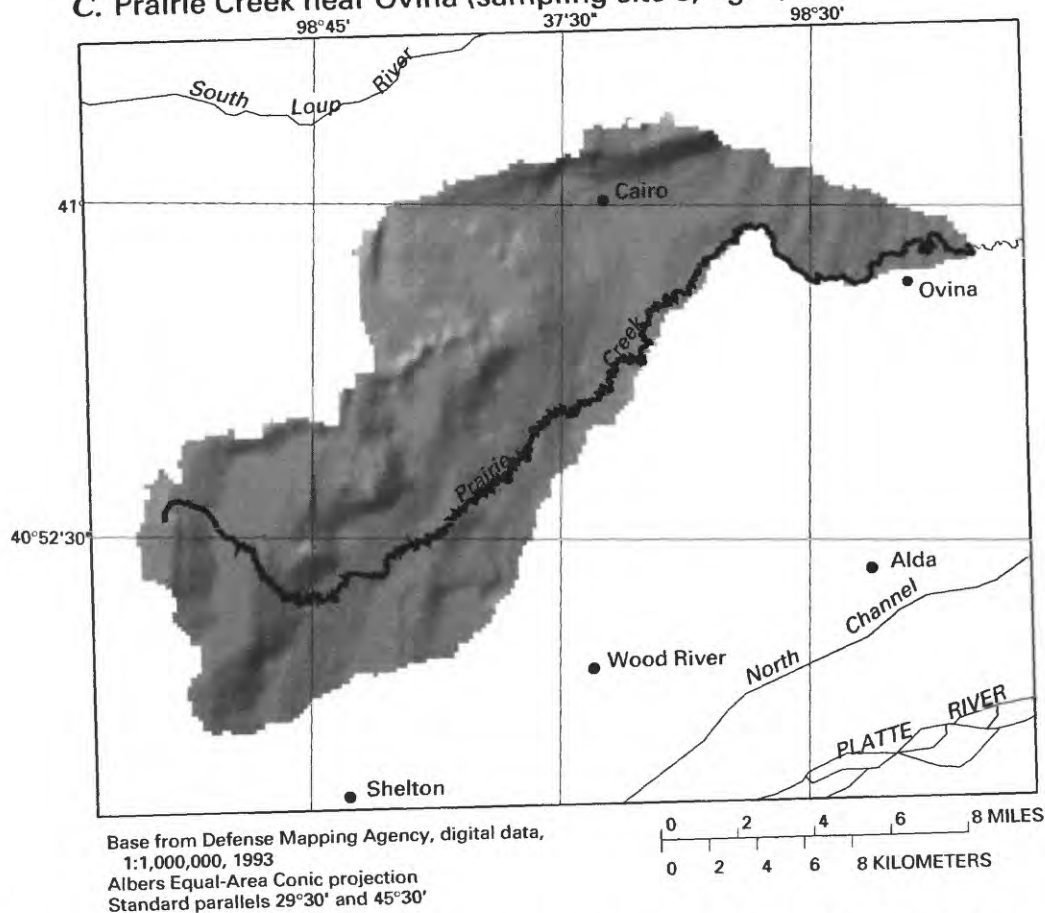 C. Prairie Creek near Ovina (sampling site
98°45'
37'30"
98°30'
South Loup River
41°
Cairo
Ovina
Creek
Prairie
40°52'30"
Alda
Channel
Wood River
North
RIVER
PLATTE
Shelton
Base from Defense Mapping Agency, digital data,
1:1,000,000, 1993
Albers Equal-Area Conic projection
Standard parallels 29°30' and 45°30'
0 2 4 6 8 MILES
0 2 4 6 8 KILOMETERS